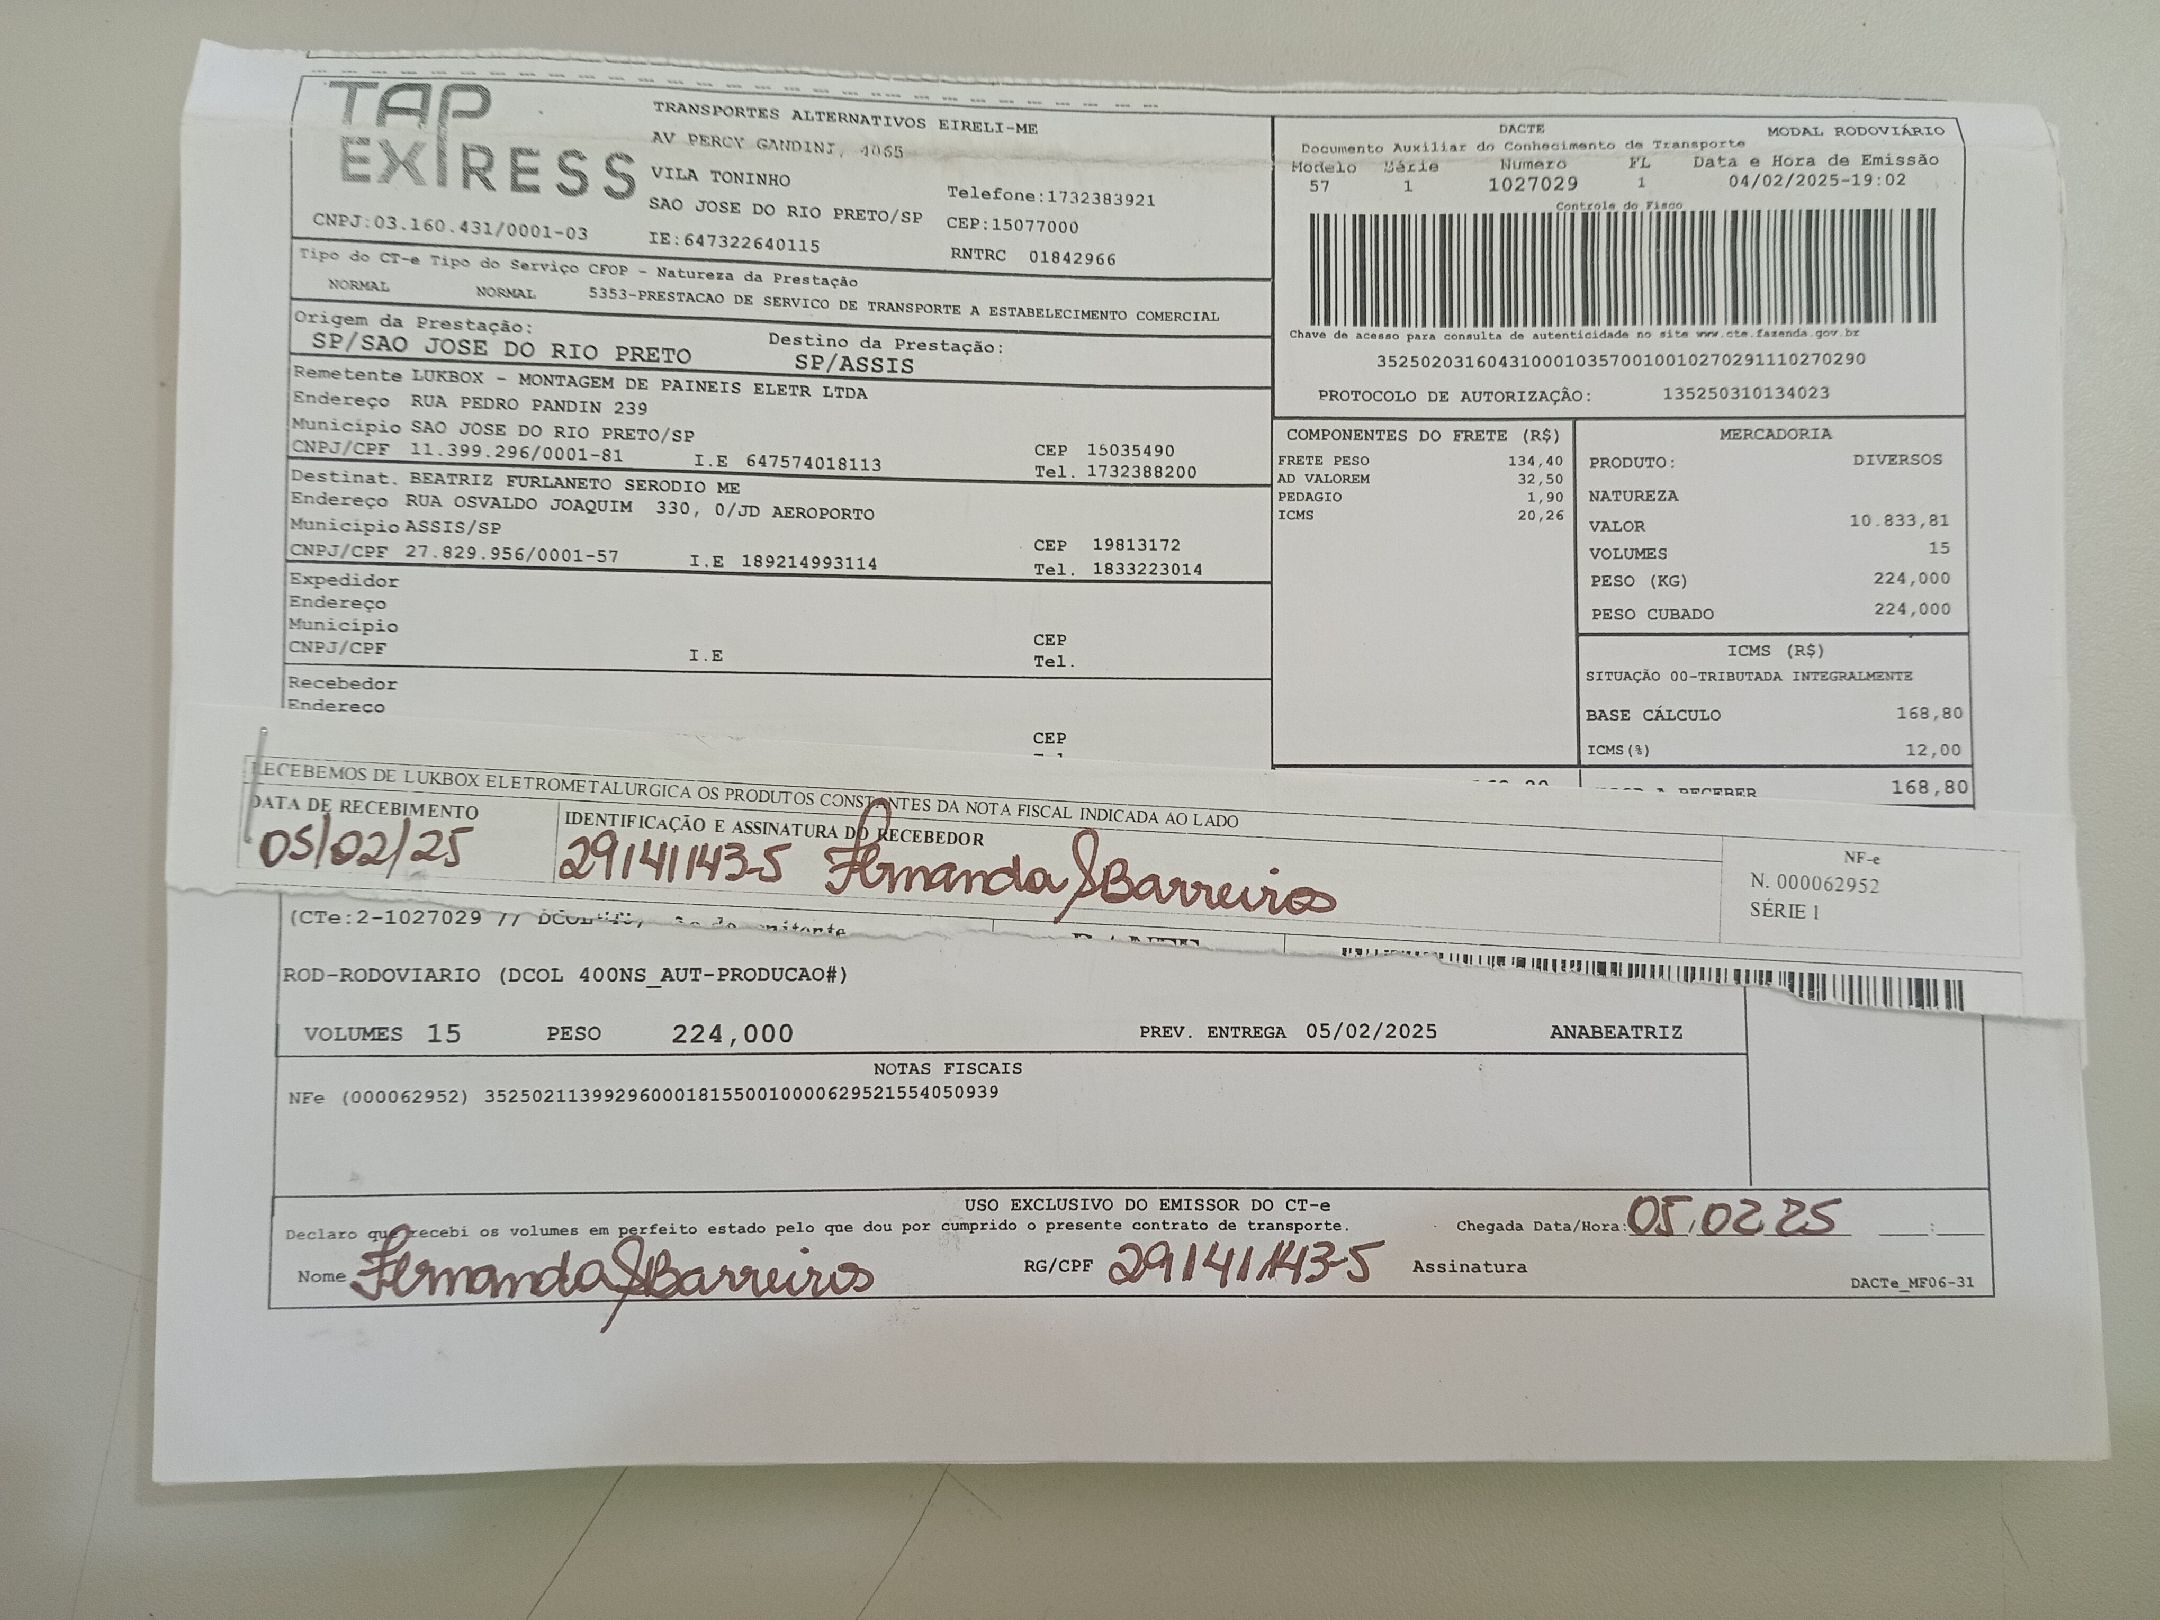 TAP EXPRESS
TRANSPORTES ALTERNATIVOS EIRELI-ME
AV PERCY GANDINI, 4065
VILA TONINHO
SAO JOSE DO RIO PRETO/SP
Telefone:1732383921
CEP:15077000
CNPJ:03.160.431/0001-03
IE:647322640115
RNTRC 01842966
DACTE
MODAL RODOVIÁRIO
Documento Auxiliar do Conhecimento de Transporte
Modelo Série Numero FL Data e Hora de Emissão
57 1 1027029 1 04/02/2025-19:02
Controle do Fisco
Chave de acesso para consulta de autenticidade no site www.cte.fazenda.gov.br
35250203160431000103570010010270291110270290
PROTOCOLO DE AUTORIZAÇÃO: 135250310134023
Tipo do CT-e Tipo do Serviço CFOP - Natureza da Prestação
NORMAL NORMAL 5353-PRESTACAO DE SERVICO DE TRANSPORTE A ESTABELECIMENTO COMERCIAL
Origem da Prestação: Destino da Prestação:
SP/SAO JOSE DO RIO PRETO SP/ASSIS
Remetente LUKBOX - MONTAGEM DE PAINEIS ELETR LTDA
Endereço RUA PEDRO PANDIN 239
Município SAO JOSE DO RIO PRETO/SP CEP 15035490
CNPJ/CPF 11.399.296/0001-81 I.E 647574018113 Tel. 1732388200
Destinat. BEATRIZ FURLANETO SERODIO ME
Endereço RUA OSVALDO JOAQUIM 330, 0/JD AEROPORTO
Município ASSIS/SP CEP 19813172
CNPJ/CPF 27.829.956/0001-57 I.E 189214993114 Tel. 1833223014
Expedidor
Endereço
Município CEP
CNPJ/CPF I.E Tel.
Recebedor
Endereço
CEP
COMPONENTES DO FRETE (R$)
FRETE PESO 134,40
AD VALOREM 32,50
PEDAGIO 1,90
ICMS 20,26
MERCADORIA
PRODUTO: DIVERSOS
NATUREZA
VALOR 10.833,81
VOLUMES 15
PESO (KG) 224,000
PESO CUBADO 224,000
ICMS (R$)
SITUAÇÃO 00-TRIBUTADA INTEGRALMENTE
BASE CÁLCULO 168,80
ICMS(%) 12,00
A RECEBER 168,80
RECEBEMOS DE LUKBOX ELETROMETALURGICA OS PRODUTOS CONSTANTES DA NOTA FISCAL INDICADA AO LADO
DATA DE RECEBIMENTO IDENTIFICAÇÃO E ASSINATURA DO RECEBEDOR
05/02/25 29141143-5 Fernanda S Barreiros
NF-e
N. 000062952
SÉRIE 1
(CTe:2-1027029 //
ROD-RODOVIARIO (DCOL 400NS_AUT-PRODUCAO#)
VOLUMES 15 PESO 224,000 PREV. ENTREGA 05/02/2025 ANABEATRIZ
NOTAS FISCAIS
NFe (000062952) 35250211399296000181550010000629521554050939
USO EXCLUSIVO DO EMISSOR DO CT-e
Declaro que recebi os volumes em perfeito estado pelo que dou por cumprido o presente contrato de transporte. Chegada Data/Hora: 05/02 25 :
Nome Fernanda S Barreiros RG/CPF 29141143-5 Assinatura
DACTe_MF06-31